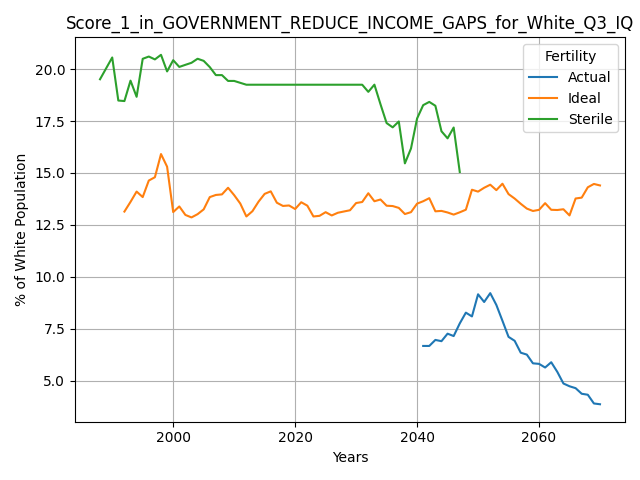 Score_1_in_GOVERNMENT_REDUCE_INCOME_GAPS_for_White_Q3_IQ
Fertility
Actual
Ideal
Sterile
% of White Population
20.0
17.5
15.0
12.5
10.0
7.5
5.0
2000
2020
2040
2060
Years